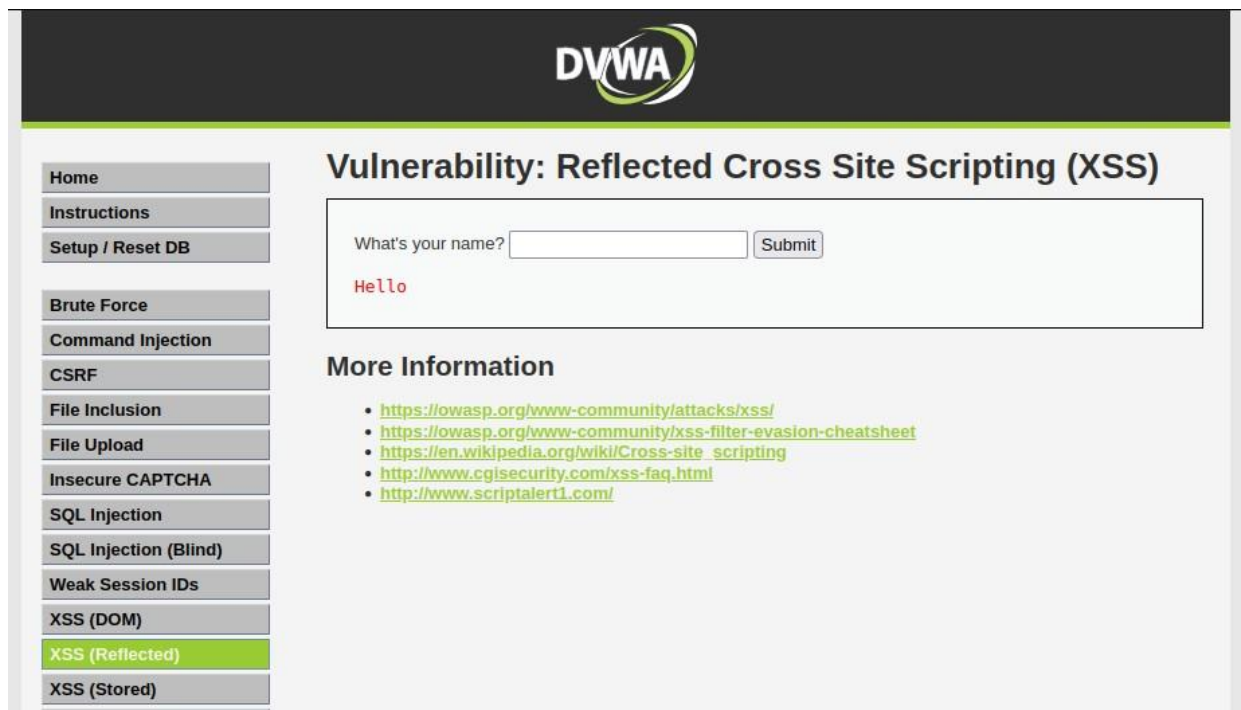 DVWA
Home
Instructions
Setup / Reset DB
Brute Force
Command Injection
CSRF
File Inclusion
File Upload
Insecure CAPTCHA
SQL Injection
SQL Injection (Blind)
Weak Session IDs
XSS (DOM)
XSS (Reflected)
XSS (Stored)
Vulnerability: Reflected Cross Site Scripting (XSS)
What's your name? Submit
Hello
More Information
https://owasp.org/www-community/attacks/xss/
https://owasp.org/www-community/xss-filter-evasion-cheatsheet
https://en.wikipedia.org/wiki/Cross-site_scripting
http://www.cgisecurity.com/xss-faq.html
http://www.scriptalert1.com/